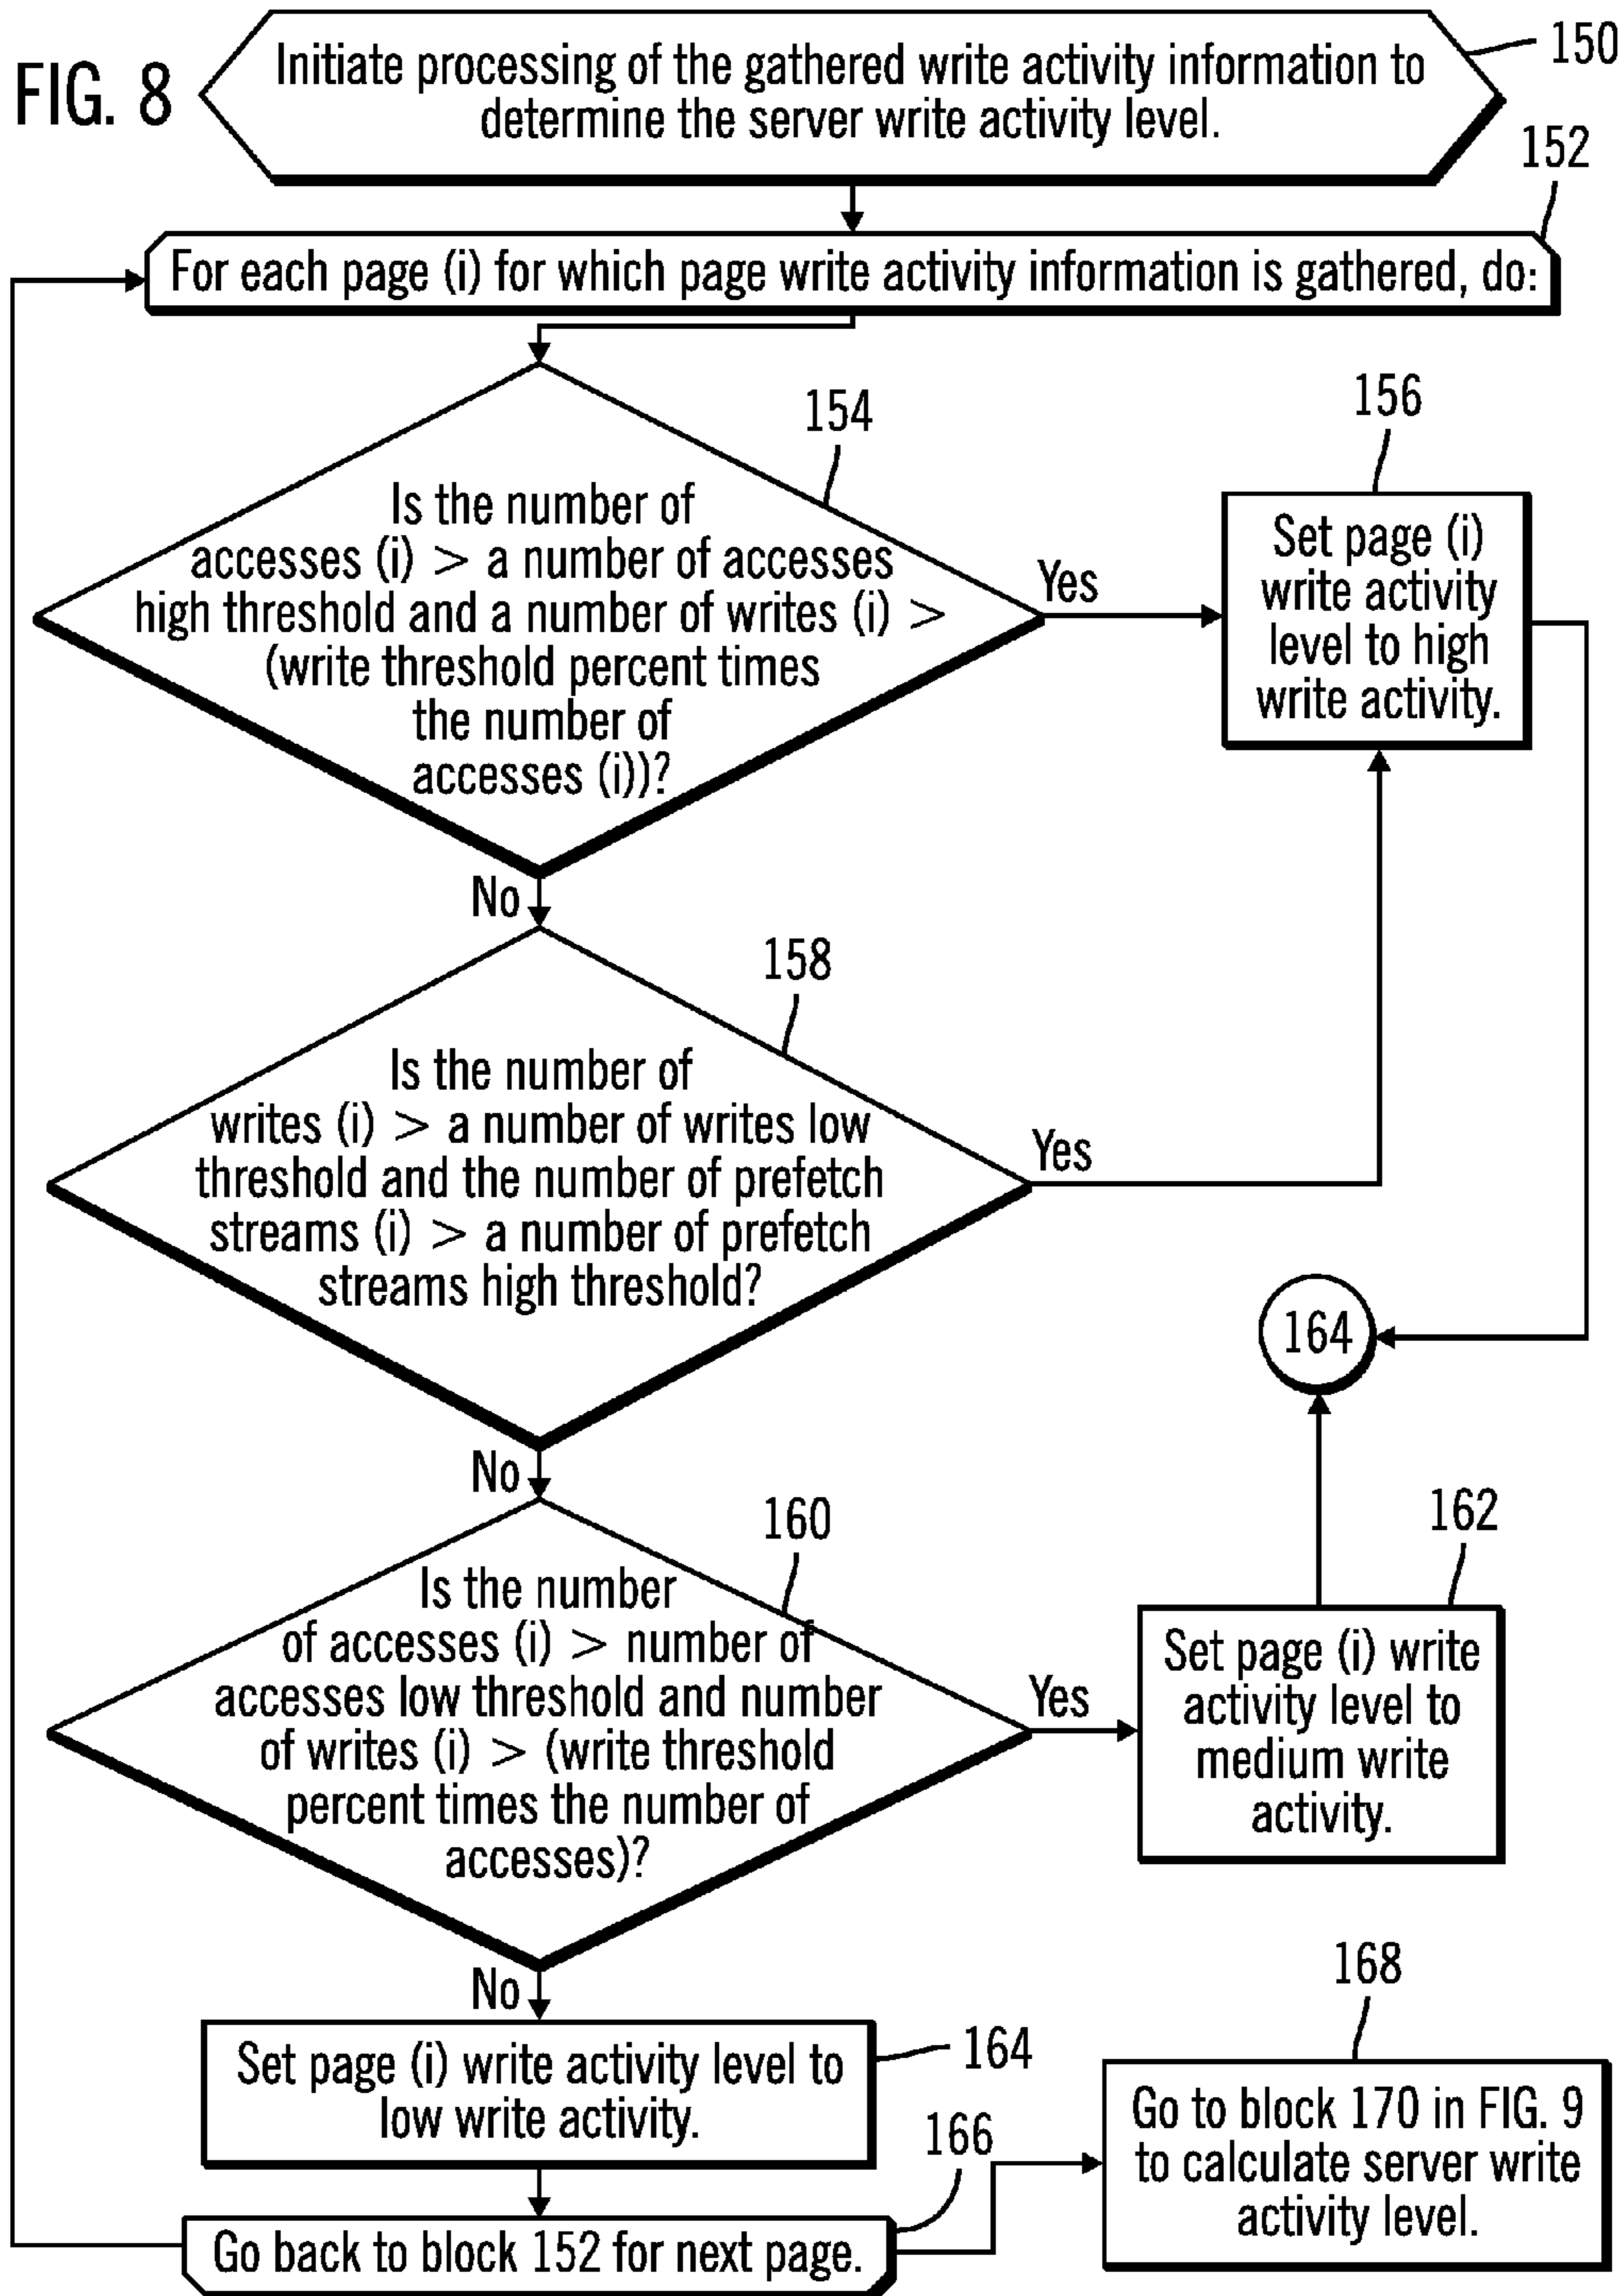 FIG. 8
Initiate processing of the gathered write activity information to
determine the server write activity level.
150
152
For each page (i) for which page write activity information is gathered, do:
154
Is the number of
accesses (i) > a number of accesses
high threshold and a number of writes (i) >
(write threshold percent times
the number of
accesses (i))?
Yes
156
Set page (i)
write activity
level to high
write activity.
No
158
Is the number of
writes (i) > a number of writes low
threshold and the number of prefetch
streams (i) > a number of prefetch
streams high threshold?
Yes
164
No
160
Is the number
of accesses (i) > number of
accesses low threshold and number
of writes (i) > (write threshold
percent times the number of
accesses)?
Yes
162
Set page (i) write
activity level to
medium write
activity.
No
Set page (i) write activity level to
low write activity.
164
166
Go back to block 152 for next page.
168
Go to block 170 in FIG. 9
to calculate server write
activity level.